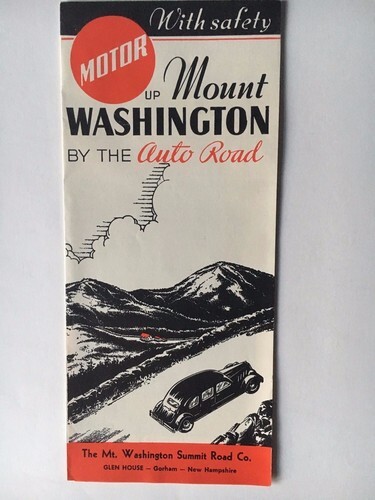 With safety
MOTOR
UP Mount
WASHINGTON
BY THE Auto Road
The Mt. Washington Summit Road Co.
GLEN HOUSE — Gorham — New Hampshire